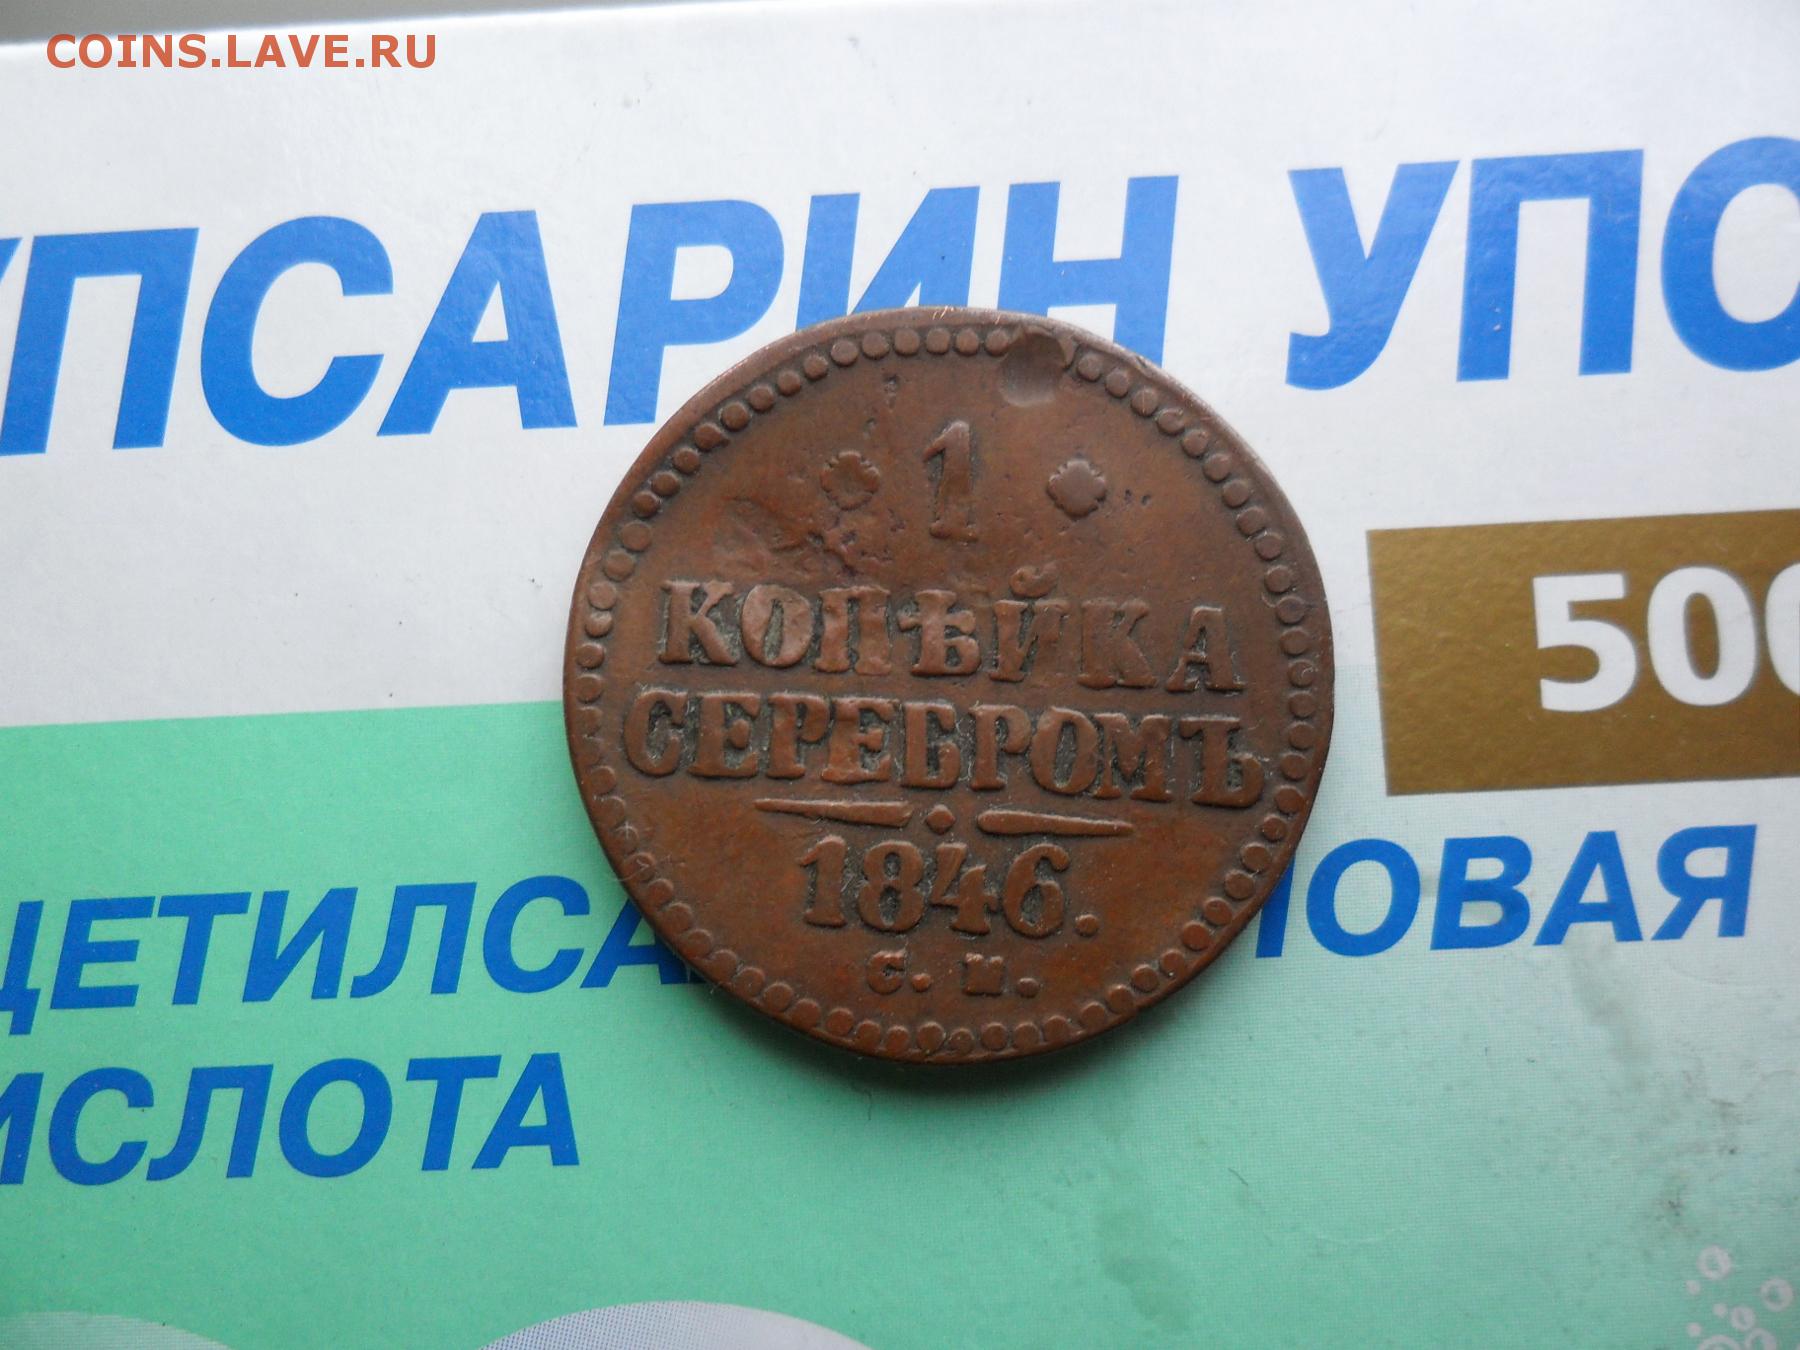 COINS.LAVE.RU
УПСАРИН УПС
1
КОПѢЙКА
СЕРЕБРОМЪ
1846.
С. М.
500
ЦЕТИЛСА ЛОВАЯ
ИСЛОТА